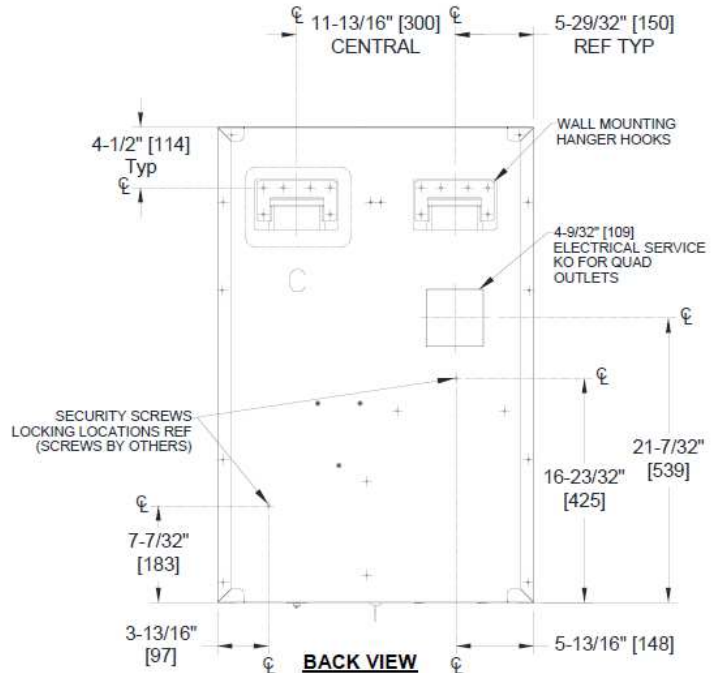 ℄ 11-13/16" [300]
CENTRAL
℄
5-29/32" [150]
REF TYP
4-1/2" [114]
Typ
℄
WALL MOUNTING
HANGER HOOKS
4-9/32" [109]
ELECTRICAL SERVICE
KO FOR QUAD
OUTLETS
C
℄
℄
SECURITY SCREWS
LOCKING LOCATIONS REF
(SCREWS BY OTHERS)
21-7/32"
[539]
16-23/32"
[425]
℄
7-7/32"
[183]
3-13/16"
[97]
℄
BACK VIEW
℄
5-13/16" [148]